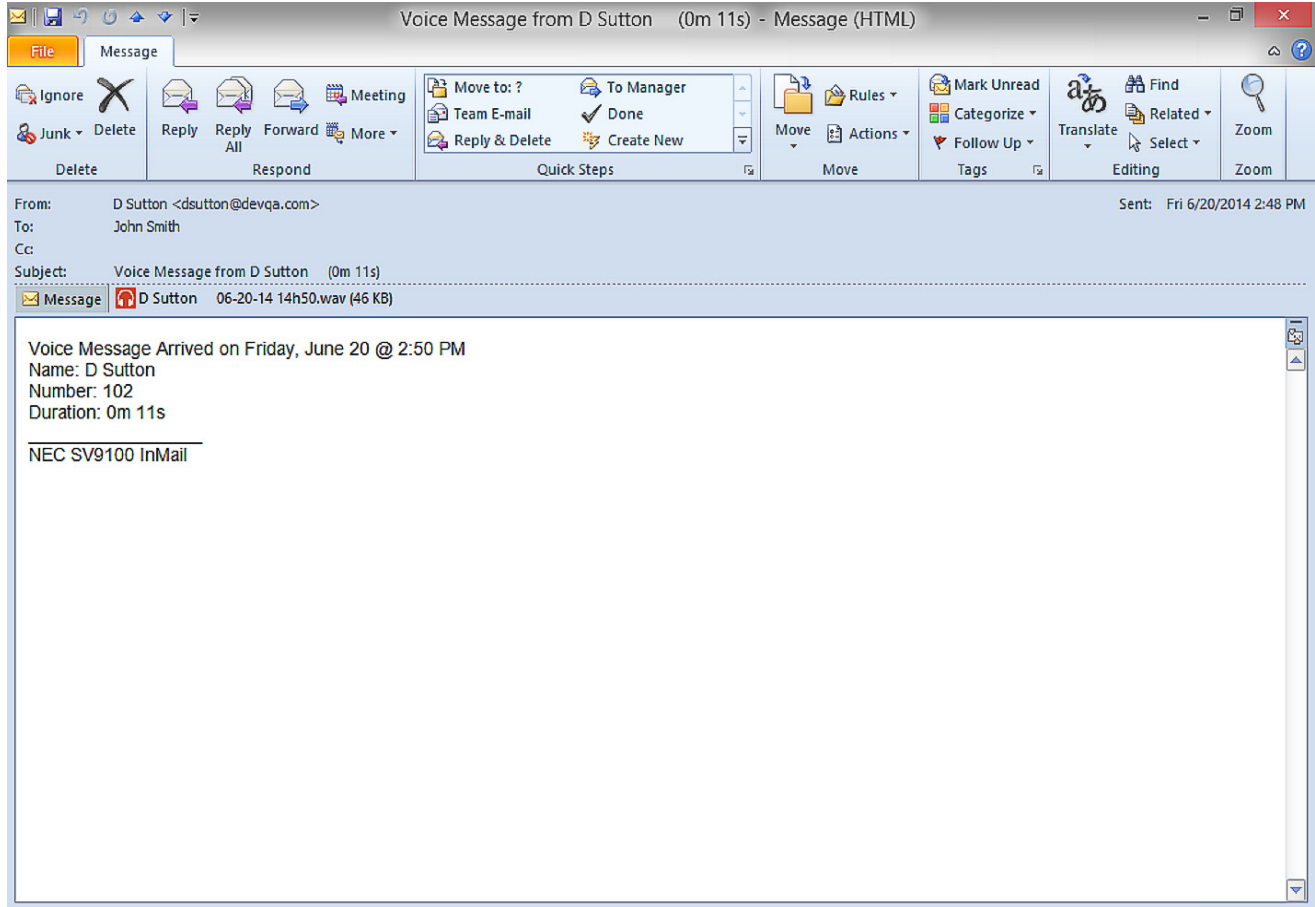 Voice Message from D Sutton (0m 11s) - Message (HTML)
File Message
Ignore
Junk
Delete
Delete
Reply
Reply All
Forward
Meeting
More
Respond
Move to: ?
Team E-mail
Reply & Delete
To Manager
Done
Create New
Quick Steps
Move
Rules
Actions
Move
Mark Unread
Categorize
Follow Up
Tags
Translate
Find
Related
Select
Editing
Zoom
Zoom
From: D Sutton <dsutton@devqa.com> Sent: Fri 6/20/2014 2:48 PM
To: John Smith
Cc:
Subject: Voice Message from D Sutton (0m 11s)
Message D Sutton 06-20-14 14h50.wav (46 KB)
Voice Message Arrived on Friday, June 20 @ 2:50 PM
Name: D Sutton
Number: 102
Duration: 0m 11s
NEC SV9100 InMail